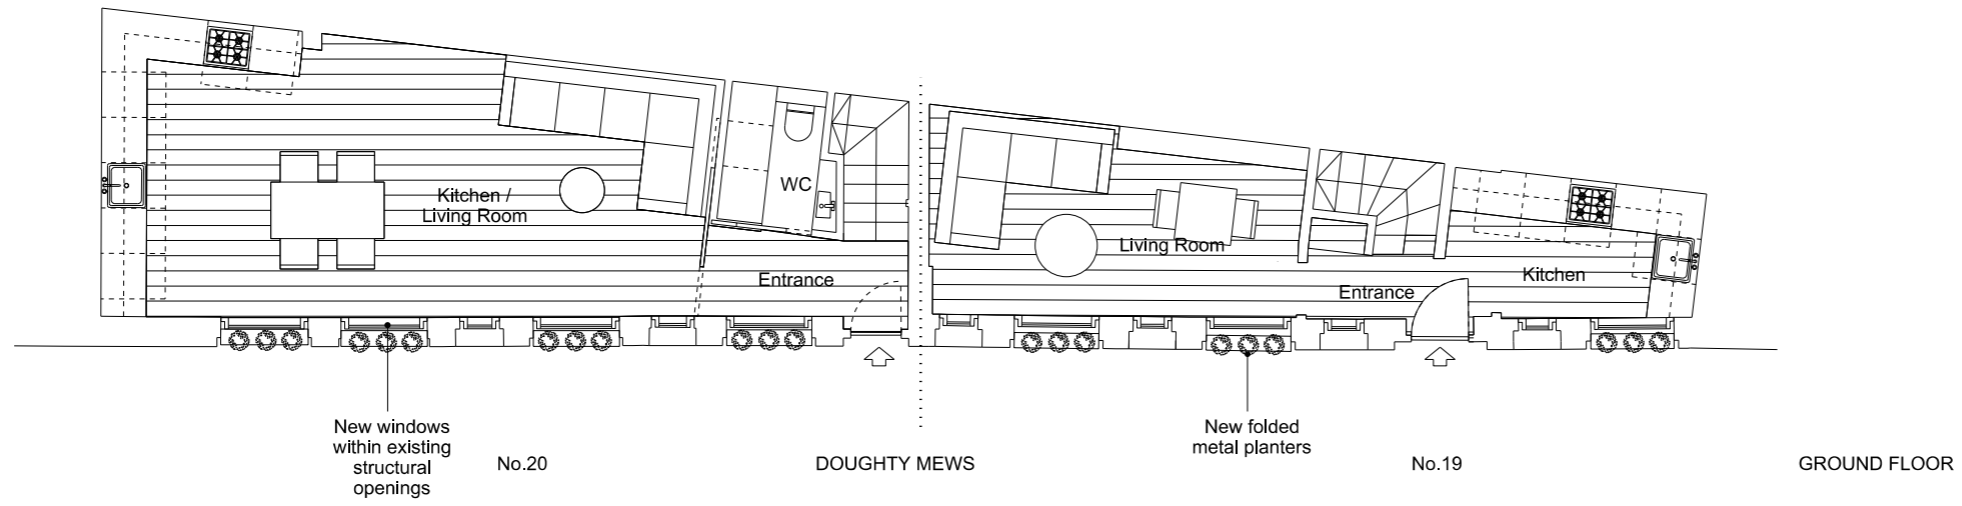 Kitchen /
Living Room
WC
Entrance
Living Room
Entrance
Kitchen
New windows
within existing
structural
openings
New folded
metal planters
No.20
DOUGHTY MEWS
No.19
GROUND FLOOR